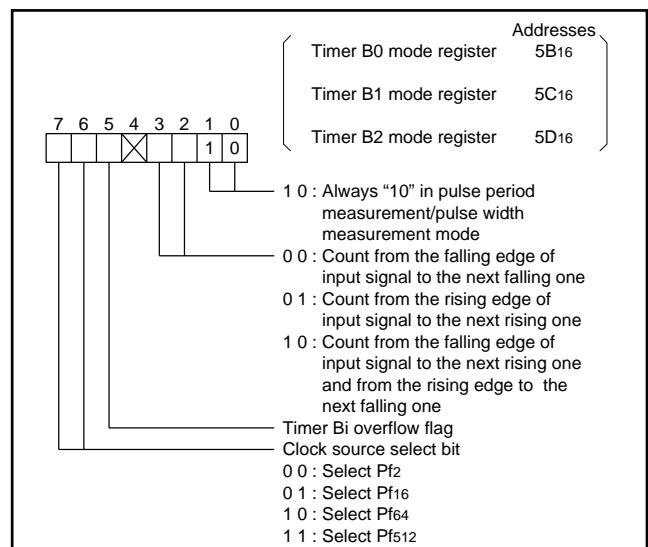 Addresses
Timer B0 mode register 5B16
Timer B1 mode register 5C16
Timer B2 mode register 5D16
7 6 5 4 3 2 1 0
1 0
1 0 : Always “10” in pulse period
measurement/pulse width
measurement mode
0 0 : Count from the falling edge of
input signal to the next falling one
0 1 : Count from the rising edge of
input signal to the next rising one
1 0 : Count from the falling edge of
input signal to the next rising one
and from the rising edge to the
next falling one
Timer Bi overflow flag
Clock source select bit
0 0 : Select Pf2
0 1 : Select Pf16
1 0 : Select Pf64
1 1 : Select Pf512